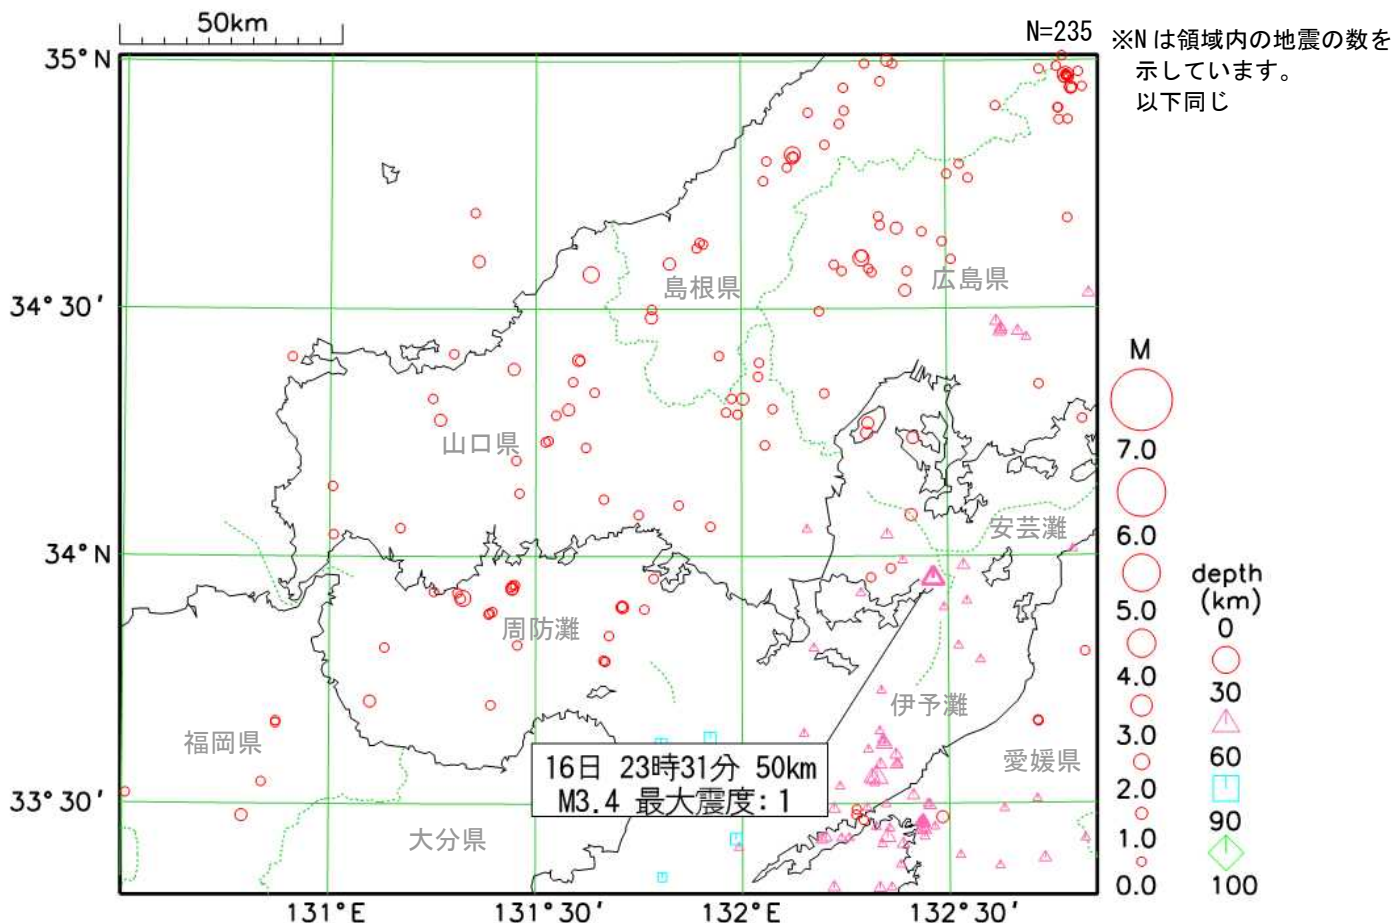 50km
N=235
※Nは領域内の地震の数を
示しています。
以下同じ
35°N
34°30′
34°N
33°30′
131°E
131°30′
132°E
132°30′
島根県
広島県
山口県
安芸灘
周防灘
伊予灘
福岡県
愛媛県
大分県
16日 23時31分 50km
M3.4 最大震度:1
M
7.0
6.0
5.0
4.0
3.0
2.0
1.0
0.0
depth
(km)
0
30
60
90
100